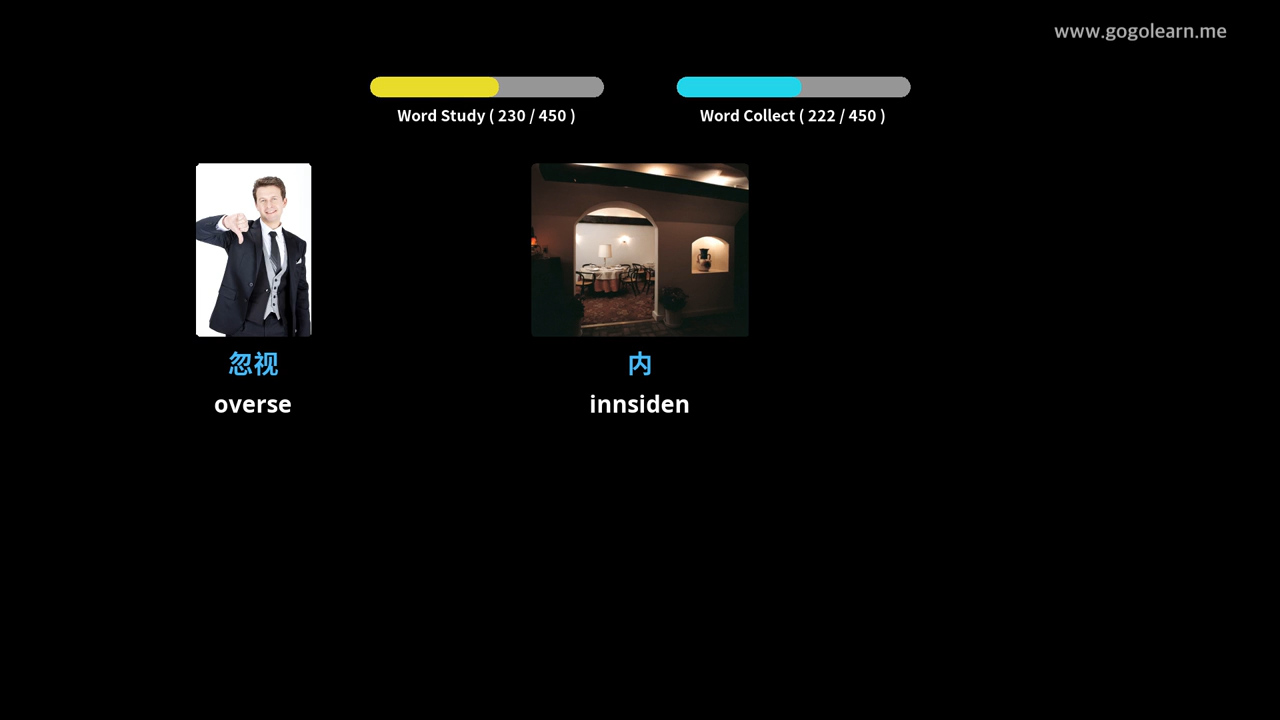 www.gogolearn.me
Word Study ( 230 / 450 )
Word Collect ( 222 / 450 )
忽视
overse
内
innsiden